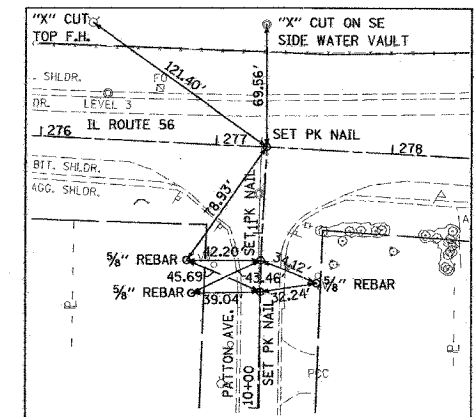 "X" CUT
TOP F.H.
"X" CUT ON SE
SIDE WATER VAULT
121.40'
69.56'
. SHLDR.
FO
DR.
LEVEL 3
IL ROUTE 56
SET PK NAIL
276
277
278
BIT. SHLDR.
AGG. SHLDR.
78.93'
SET PK NAIL
A
5/8" REBAR
42.20'
34.12'
45.69'
43.46'
5/8" REBAR
5/8" REBAR
39.04'
32.24'
PATTON AVE.
SET PK NAIL
10+00
PCC